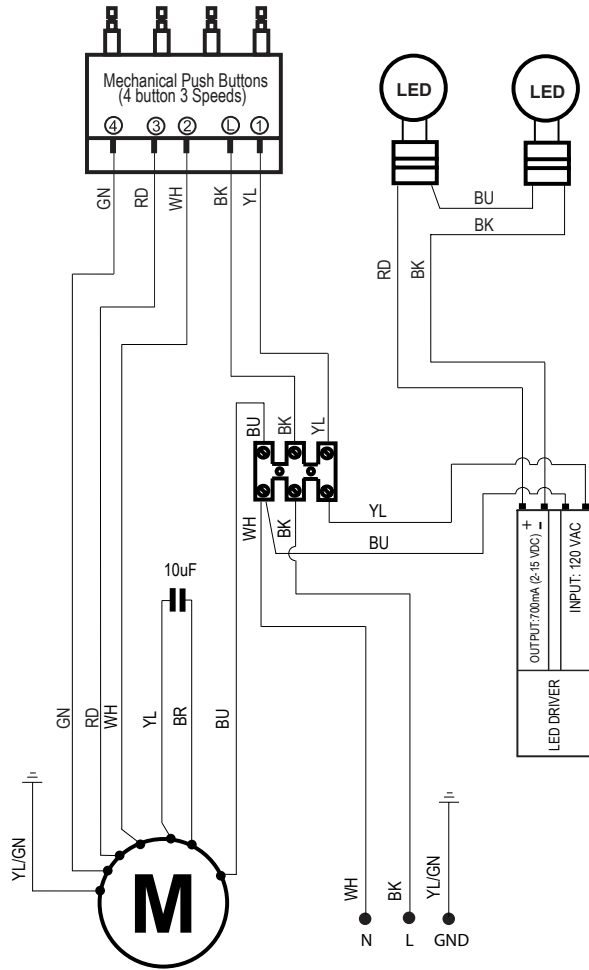 Mechanical Push Buttons
(4 button 3 Speeds)
4 3 2 L 1
GN RD WH BK YL
LED LED
BU
BK
RD BK
BU BK YL
WH BK
YL
BU
10uF
GN RD WH YL BR BU
YL/GN
M
+ -
OUTPUT:700mA (2-15 VDC)
INPUT: 120 VAC
LED DRIVER
WH BK YL/GN
N L GND